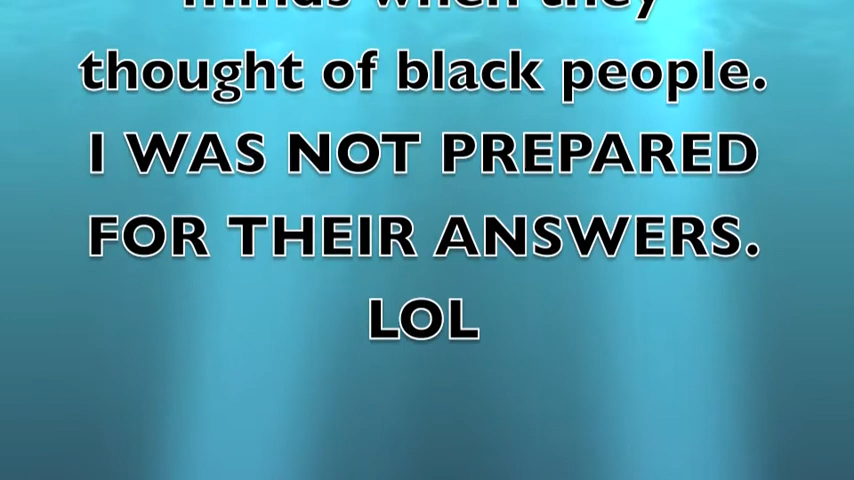 minds when they
thought of black people.
I WAS NOT PREPARED
FOR THEIR ANSWERS.
LOL